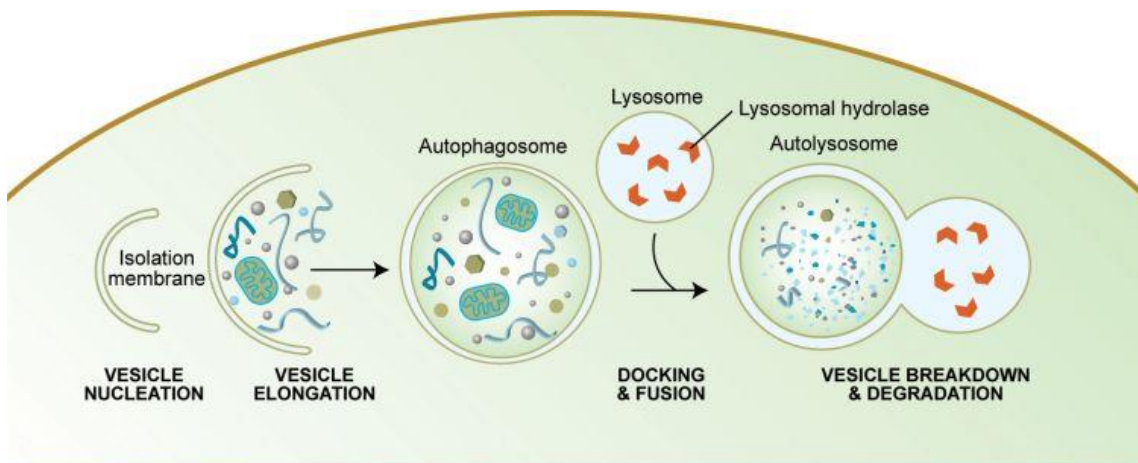 Lysosome
Lysosomal hydrolase
Autophagosome
Autolysosome
Isolation
membrane
VESICLE
NUCLEATION
VESICLE
ELONGATION
DOCKING
& FUSION
VESICLE BREAKDOWN
& DEGRADATION